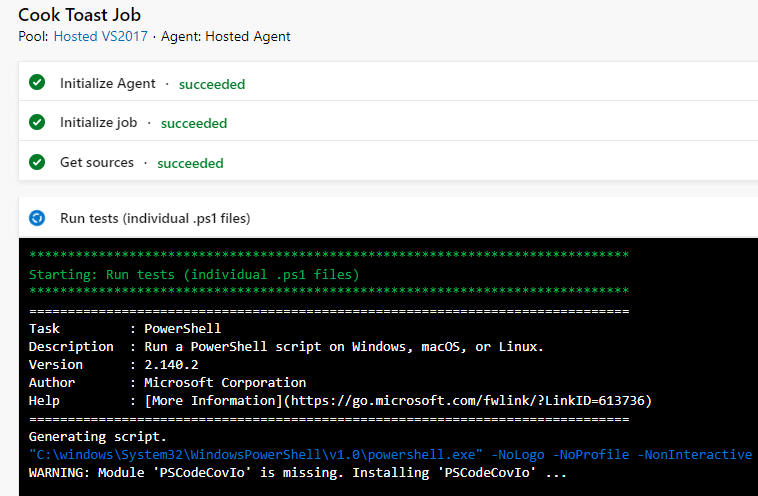 Cook Toast Job
Pool: Hosted VS2017 · Agent: Hosted Agent
Initialize Agent · succeeded
Initialize job · succeeded
Get sources · succeeded
Run tests (individual .ps1 files)
******************************************************************************
Starting: Run tests (individual .ps1 files)
******************************************************************************
==============================================================================
Task         : PowerShell
Description  : Run a PowerShell script on Windows, macOS, or Linux.
Version      : 2.140.2
Author       : Microsoft Corporation
Help         : [More Information](https://go.microsoft.com/fwlink/?LinkID=613736)
==============================================================================
Generating script.
"C:\windows\System32\WindowsPowerShell\v1.0\powershell.exe" -NoLogo -NoProfile -NonInteractive
WARNING: Module 'PSCodeCovIo' is missing. Installing 'PSCodeCovIo' ...